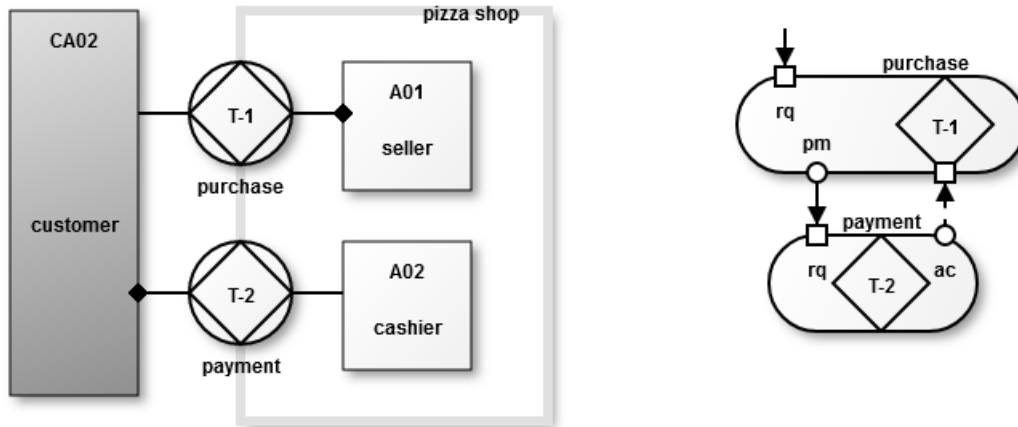 pizza shop
CA02
customer
T-1
purchase
A01
seller
T-2
payment
A02
cashier
purchase
rq
T-1
pm
payment
rq
T-2
ac